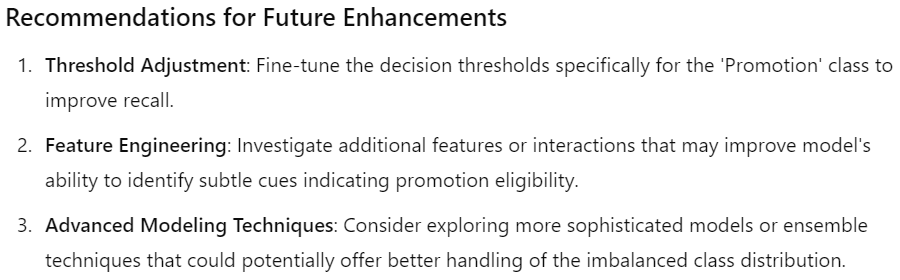 Recommendations for Future Enhancements
1. Threshold Adjustment: Fine-tune the decision thresholds specifically for the 'Promotion' class to
improve recall.
2. Feature Engineering: Investigate additional features or interactions that may improve model's
ability to identify subtle cues indicating promotion eligibility.
3. Advanced Modeling Techniques: Consider exploring more sophisticated models or ensemble
techniques that could potentially offer better handling of the imbalanced class distribution.